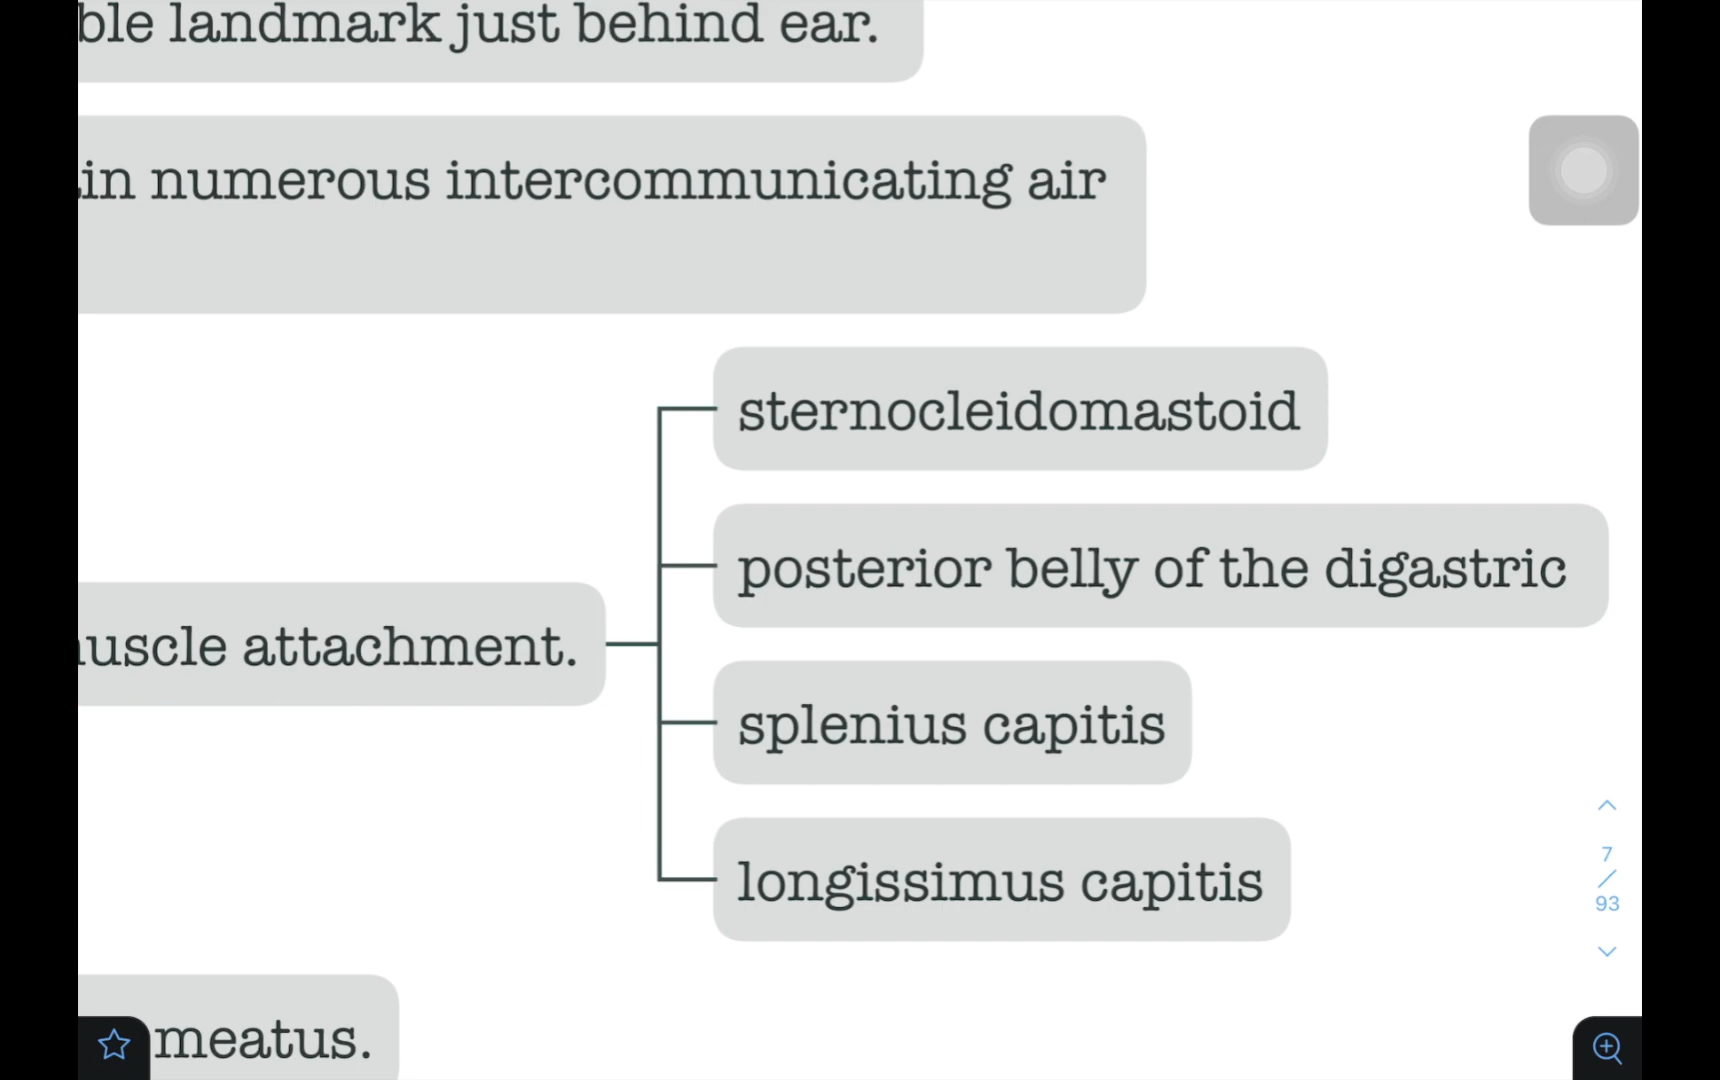 ble landmark just behind ear.
in numerous intercommunicating air
sternocleidomastoid
posterior belly of the digastric
uscle attachment.
splenius capitis
longissimus capitis
7
/
93
meatus.